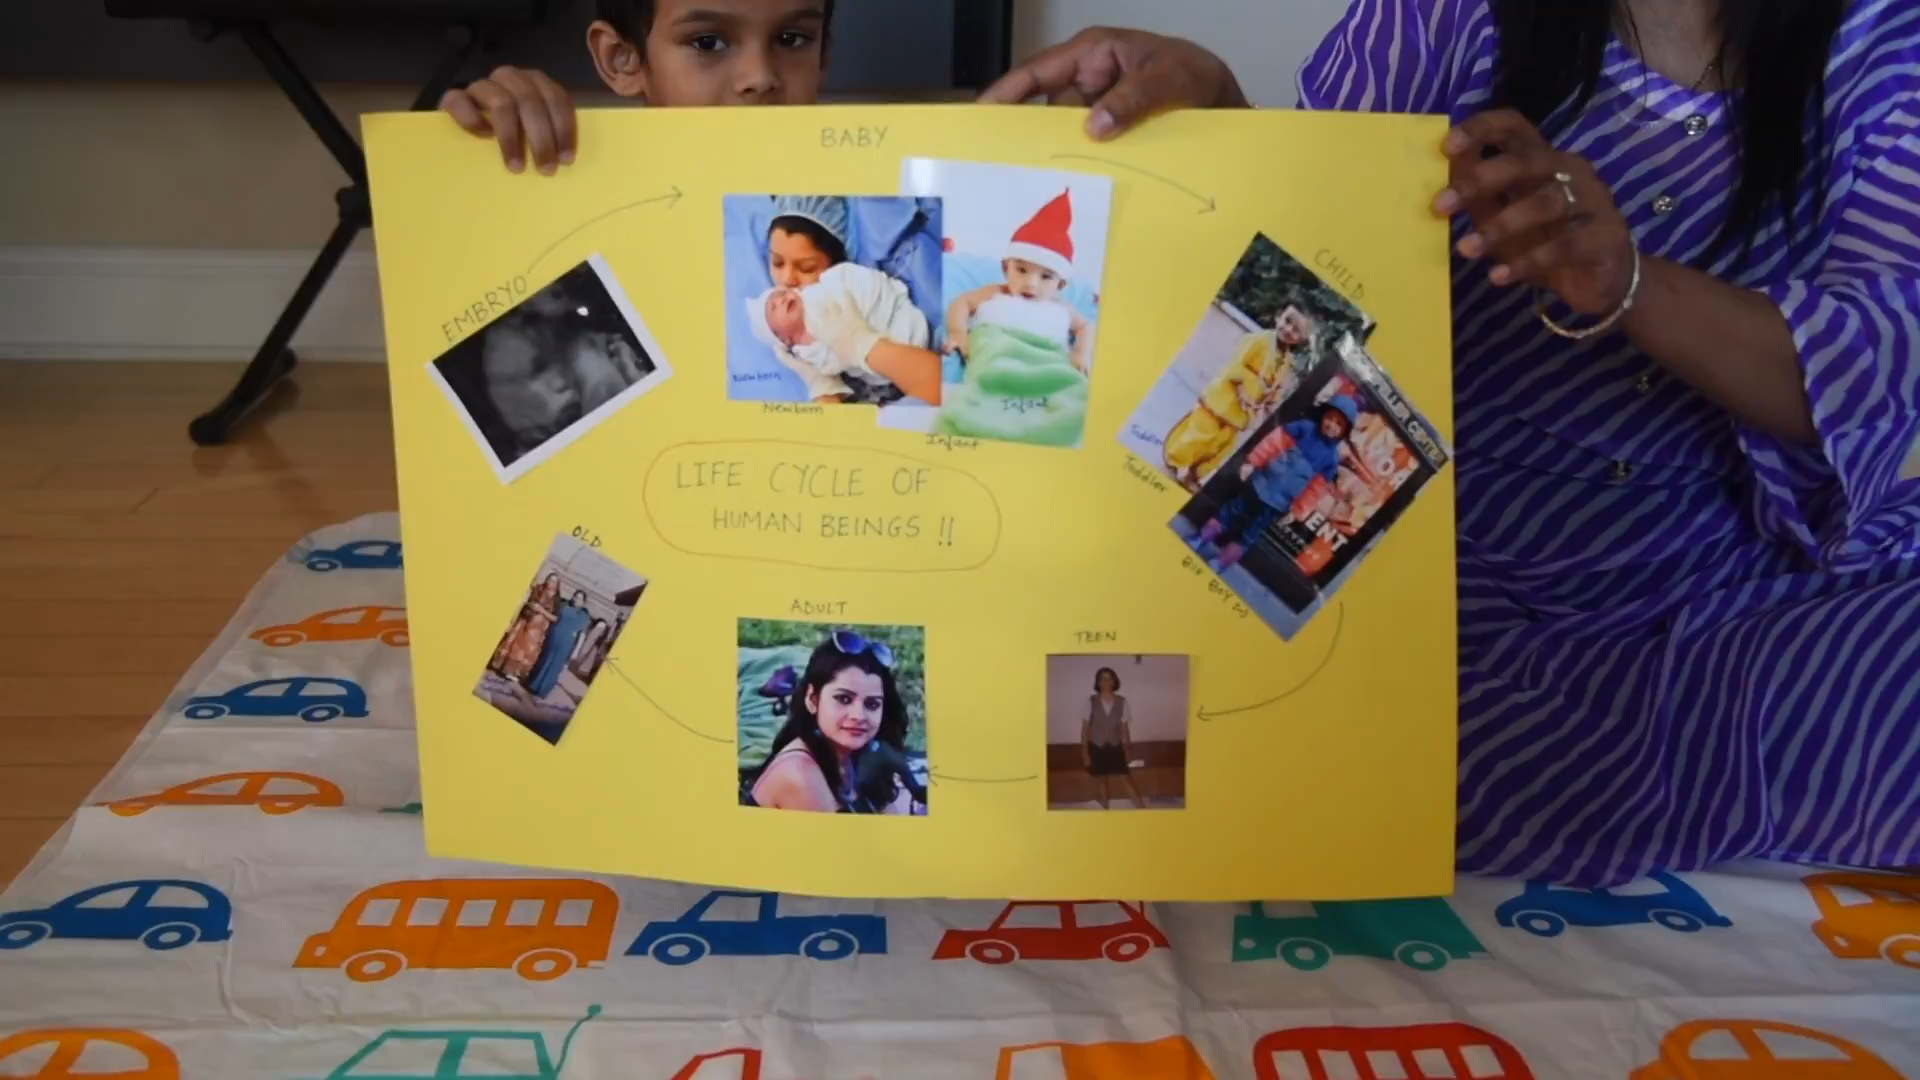 BABY
EMBRYO
CHILD
Newborn
Newborn
Infant
Infant
Toddler
Toddler
LIFE CYCLE OF
HUMAN BEINGS !!
BIG BOY :)
ENT
OLD
ADULT
TEEN